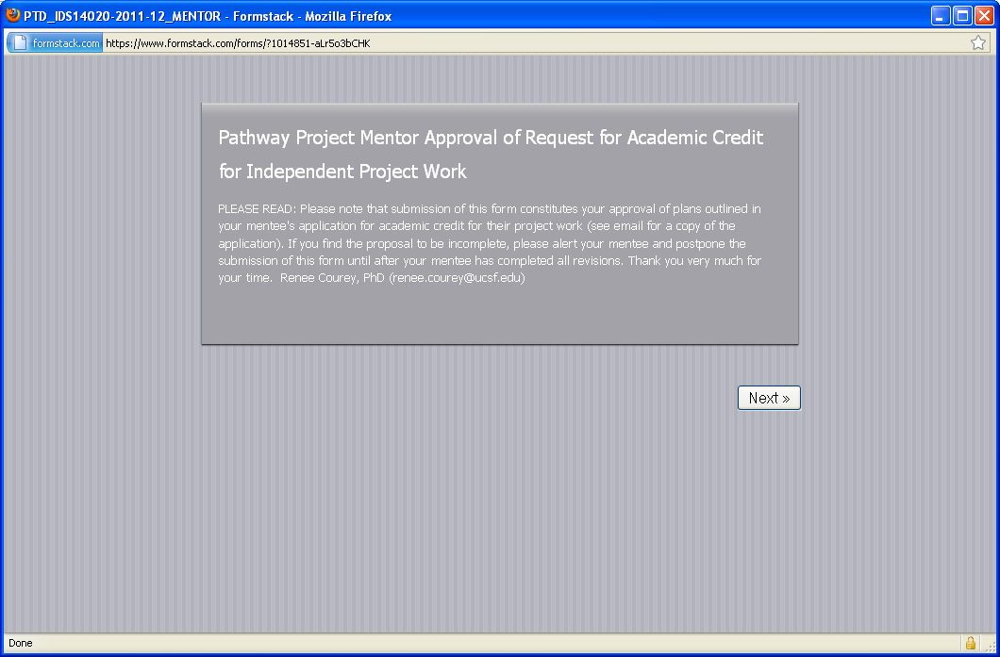 PTD_IDS14020-2011-12_MENTOR - Formstack - Mozilla Firefox
formstack.com https://www.formstack.com/forms/?1014851-aLr5o3bCHK
Pathway Project Mentor Approval of Request for Academic Credit
for Independent Project Work
PLEASE READ: Please note that submission of this form constitutes your approval of plans outlined in
your mentee's application for academic credit for their project work (see email for a copy of the
application). If you find the proposal to be incomplete, please alert your mentee and postpone the
submission of this form until after your mentee has completed all revisions. Thank you very much for
your time.  Renee Courey, PhD (renee.courey@ucsf.edu)
Next »
Done